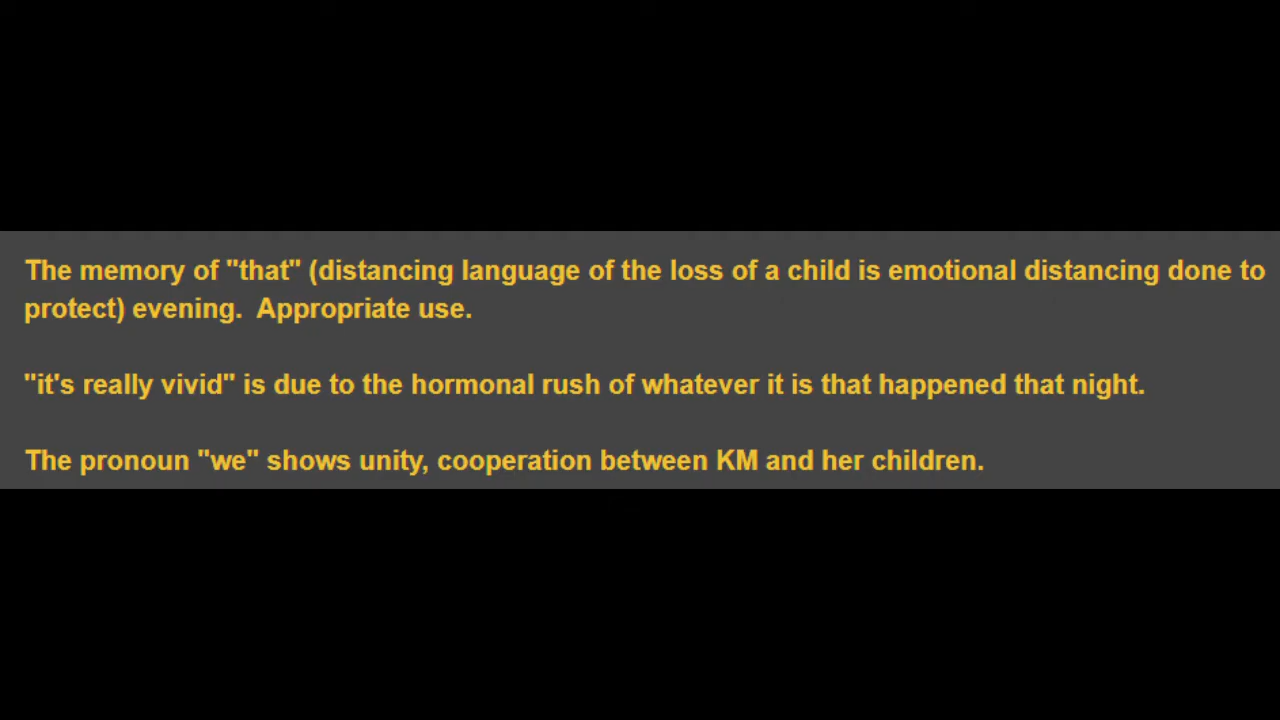 The memory of "that" (distancing language of the loss of a child is emotional distancing done to
protect) evening.  Appropriate use.
"it's really vivid" is due to the hormonal rush of whatever it is that happened that night.
The pronoun "we" shows unity, cooperation between KM and her children.